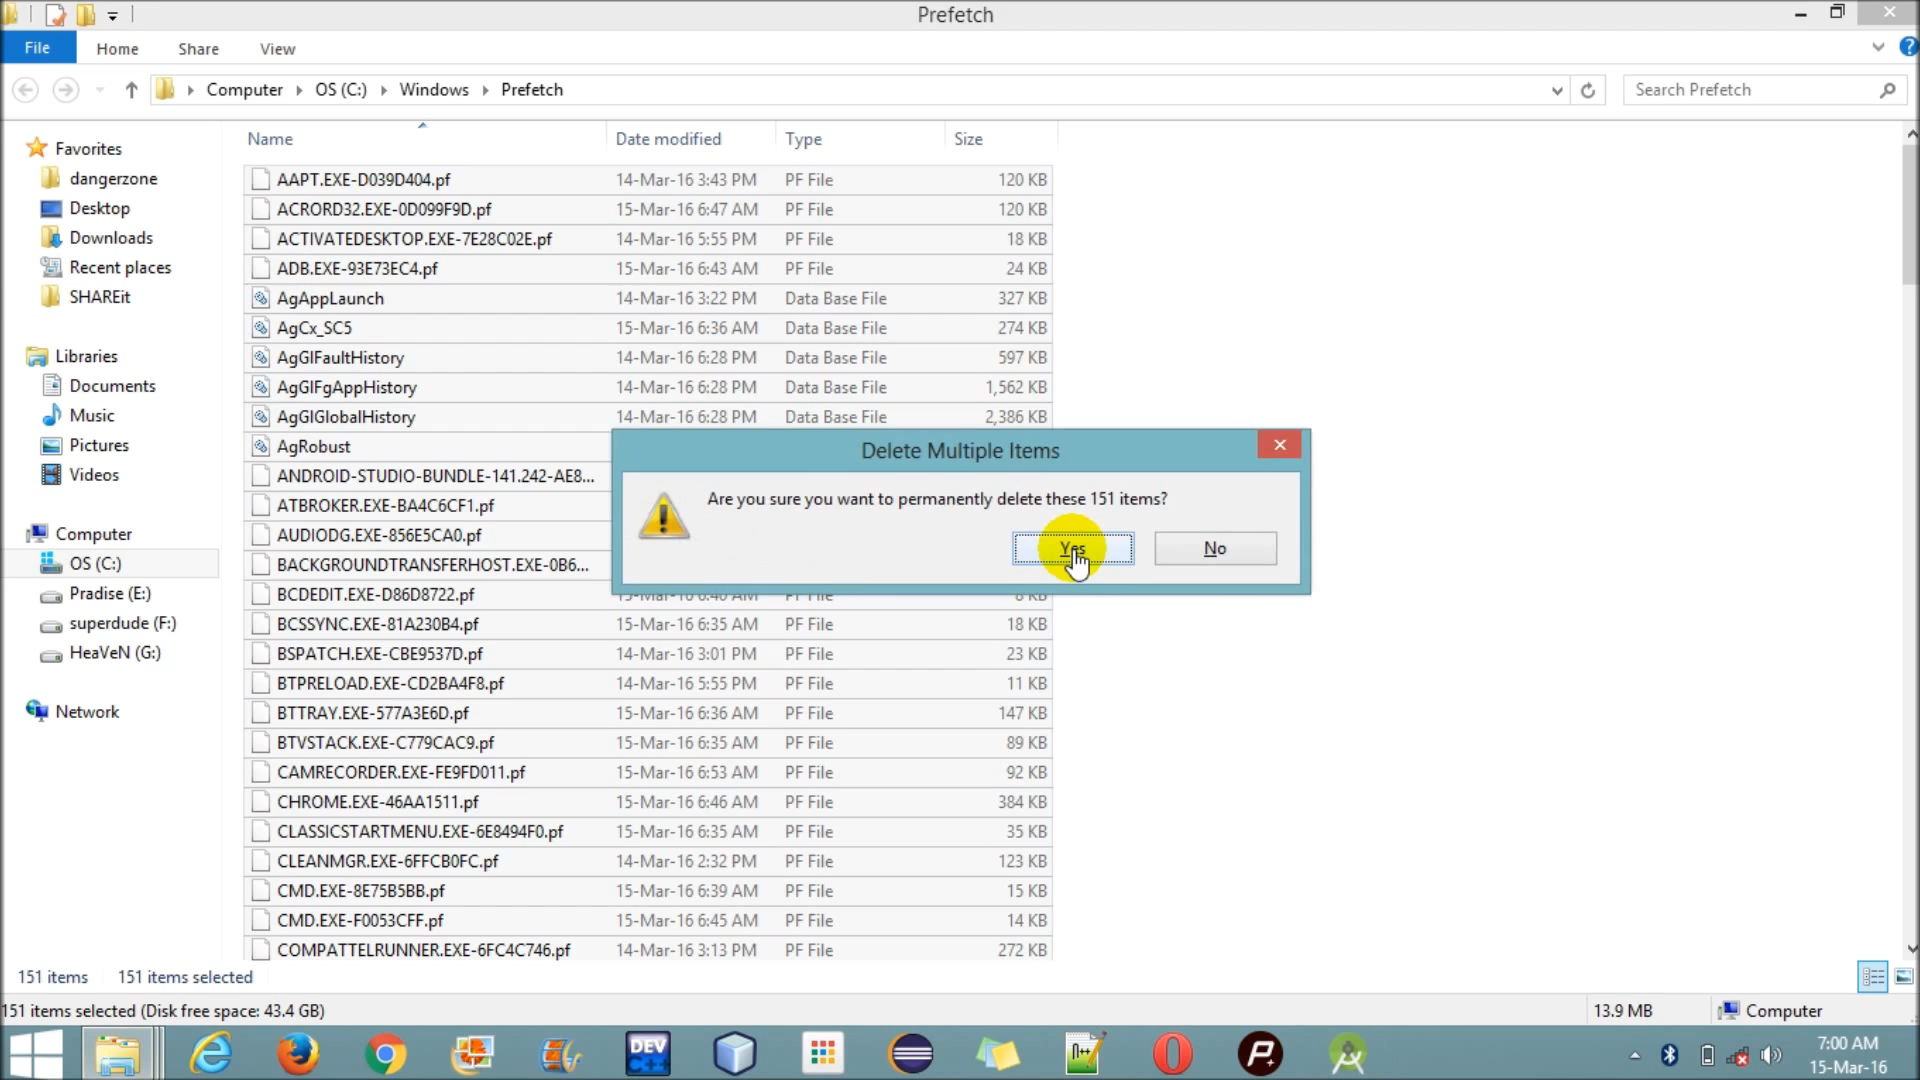 Prefetch
File Home Share View
Computer OS (C:) Windows Prefetch
Search Prefetch
Favorites
dangerzone
Desktop
Downloads
Recent places
SHAREit
Libraries
Documents
Music
Pictures
Videos
Computer
OS (C:)
Pradise (E:)
superdude (F:)
HeaVeN (G:)
Network
Name Date modified Type Size
AAPT.EXE-D039D404.pf 14-Mar-16 3:43 PM PF File 120 KB
ACRORD32.EXE-0D099F9D.pf 15-Mar-16 6:47 AM PF File 120 KB
ACTIVATEDESKTOP.EXE-7E28C02E.pf 14-Mar-16 5:55 PM PF File 18 KB
ADB.EXE-93E73EC4.pf 15-Mar-16 6:43 AM PF File 24 KB
AgAppLaunch 14-Mar-16 3:22 PM Data Base File 327 KB
AgCx_SC5 15-Mar-16 6:36 AM Data Base File 274 KB
AgGlFaultHistory 14-Mar-16 6:28 PM Data Base File 597 KB
AgGlFgAppHistory 14-Mar-16 6:28 PM Data Base File 1,562 KB
AgGlGlobalHistory 14-Mar-16 6:28 PM Data Base File 2,386 KB
AgRobust
ANDROID-STUDIO-BUNDLE-141.242-AE8...
ATBROKER.EXE-BA4C6CF1.pf
AUDIODG.EXE-856E5CA0.pf
BACKGROUNDTRANSFERHOST.EXE-0B6...
BCDEDIT.EXE-D86D8722.pf 15-Mar-16 6:40 AM PF File 8 KB
BCSSYNC.EXE-81A230B4.pf 15-Mar-16 6:35 AM PF File 18 KB
BSPATCH.EXE-CBE9537D.pf 14-Mar-16 3:01 PM PF File 23 KB
BTPRELOAD.EXE-CD2BA4F8.pf 14-Mar-16 5:55 PM PF File 11 KB
BTTRAY.EXE-577A3E6D.pf 15-Mar-16 6:36 AM PF File 147 KB
BTVSTACK.EXE-C779CAC9.pf 15-Mar-16 6:35 AM PF File 89 KB
CAMRECORDER.EXE-FE9FD011.pf 15-Mar-16 6:53 AM PF File 92 KB
CHROME.EXE-46AA1511.pf 15-Mar-16 6:46 AM PF File 384 KB
CLASSICSTARTMENU.EXE-6E8494F0.pf 15-Mar-16 6:35 AM PF File 35 KB
CLEANMGR.EXE-6FFCB0FC.pf 14-Mar-16 2:32 PM PF File 123 KB
CMD.EXE-8E75B5BB.pf 15-Mar-16 6:39 AM PF File 15 KB
CMD.EXE-F0053CFF.pf 15-Mar-16 6:45 AM PF File 14 KB
COMPATTELRUNNER.EXE-6FC4C746.pf 14-Mar-16 3:13 PM PF File 272 KB
Delete Multiple Items
Are you sure you want to permanently delete these 151 items?
Yes No
151 items 151 items selected
151 items selected (Disk free space: 43.4 GB) 13.9 MB Computer
DEV
C++
n++
7:00 AM
15-Mar-16